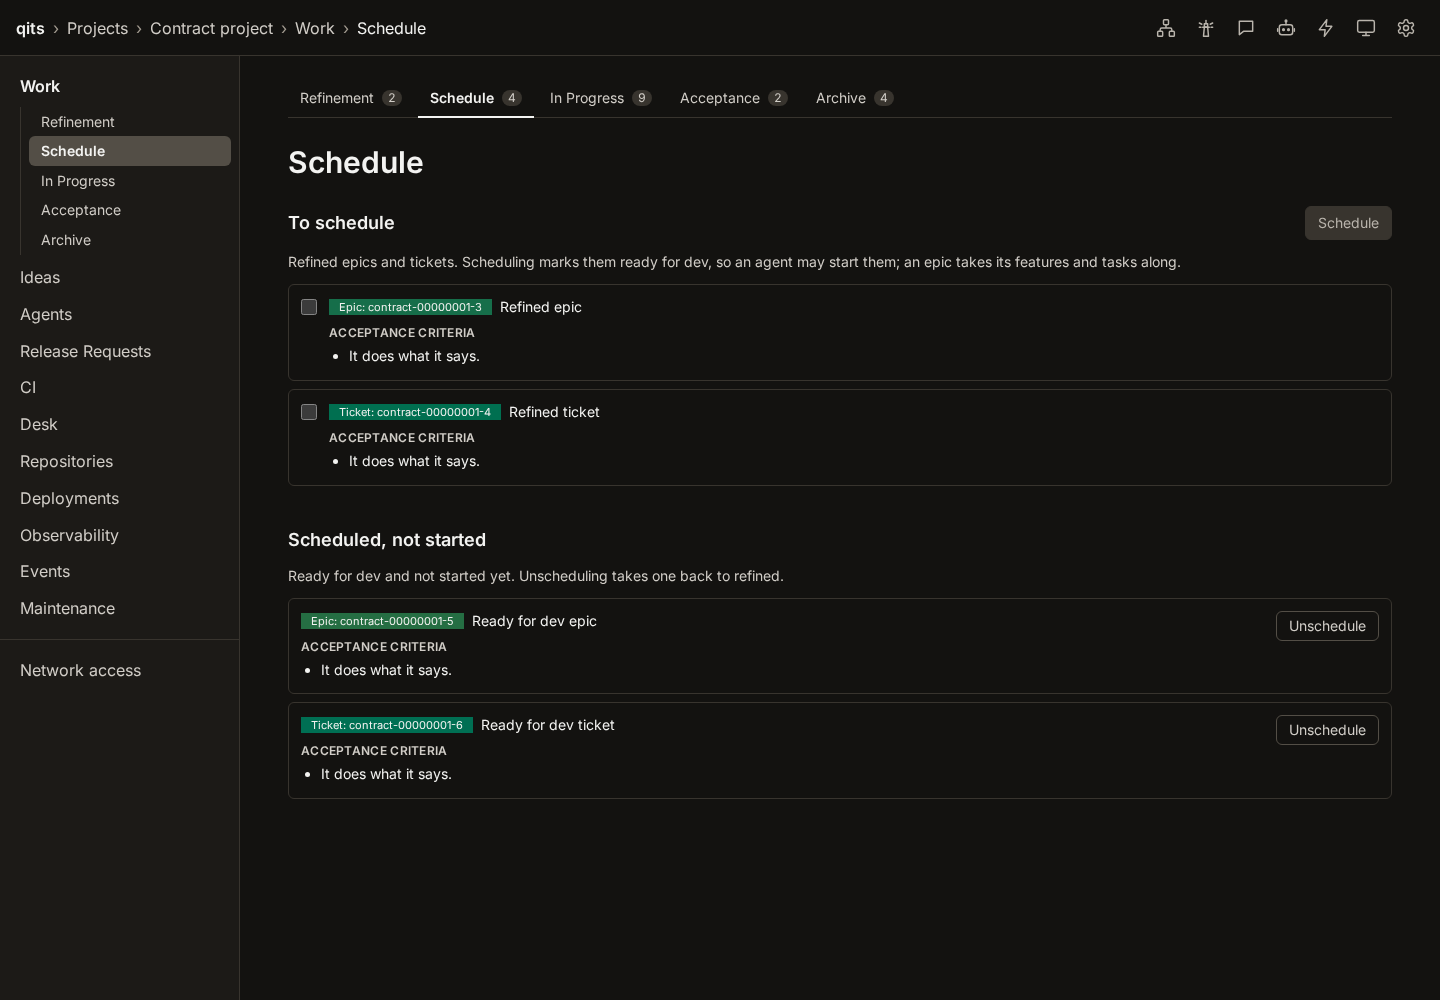 qits › Projects › Contract project › Work › Schedule
Work
Refinement
Schedule
In Progress
Acceptance
Archive
Ideas
Agents
Release Requests
CI
Desk
Repositories
Deployments
Observability
Events
Maintenance
Network access
Refinement 2 Schedule 4 In Progress 9 Acceptance 2 Archive 4
Schedule
To schedule
Schedule
Refined epics and tickets. Scheduling marks them ready for dev, so an agent may start them; an epic takes its features and tasks along.
Epic: contract-00000001-3 Refined epic
ACCEPTANCE CRITERIA
• It does what it says.
Ticket: contract-00000001-4 Refined ticket
ACCEPTANCE CRITERIA
• It does what it says.
Scheduled, not started
Ready for dev and not started yet. Unscheduling takes one back to refined.
Epic: contract-00000001-5 Ready for dev epic
Unschedule
ACCEPTANCE CRITERIA
• It does what it says.
Ticket: contract-00000001-6 Ready for dev ticket
Unschedule
ACCEPTANCE CRITERIA
• It does what it says.